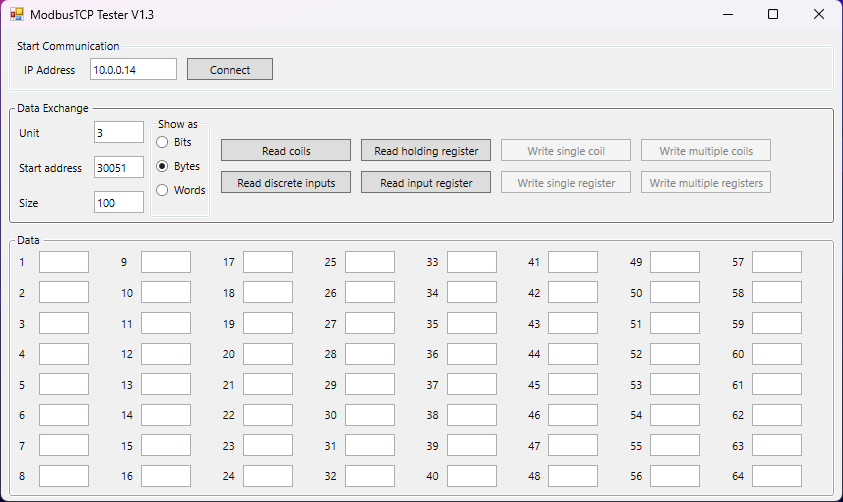 ModbusTCP Tester V1.3
Start Communication
IP Address 10.0.0.14 Connect
Data Exchange
Unit 3
Start address 30051
Size 100
Show as
Bits
Bytes
Words
Read coils Read holding register Write single coil Write multiple coils
Read discrete inputs Read input register Write single register Write multiple registers
Data
1 9 17 25 33 41 49 57
2 10 18 26 34 42 50 58
3 11 19 27 35 43 51 59
4 12 20 28 36 44 52 60
5 13 21 29 37 45 53 61
6 14 22 30 38 46 54 62
7 15 23 31 39 47 55 63
8 16 24 32 40 48 56 64